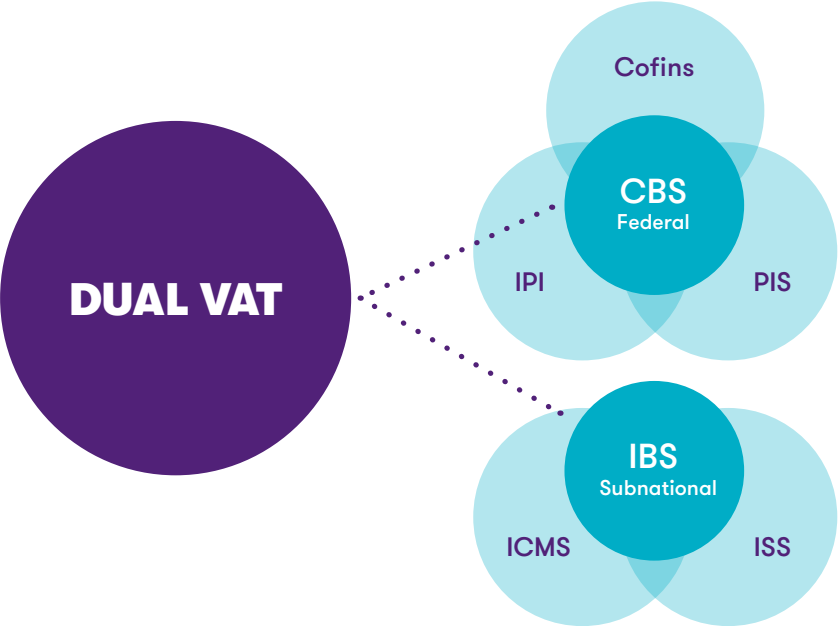 DUAL VAT
Cofins
CBS
Federal
IPI
PIS
IBS
Subnational
ICMS
ISS